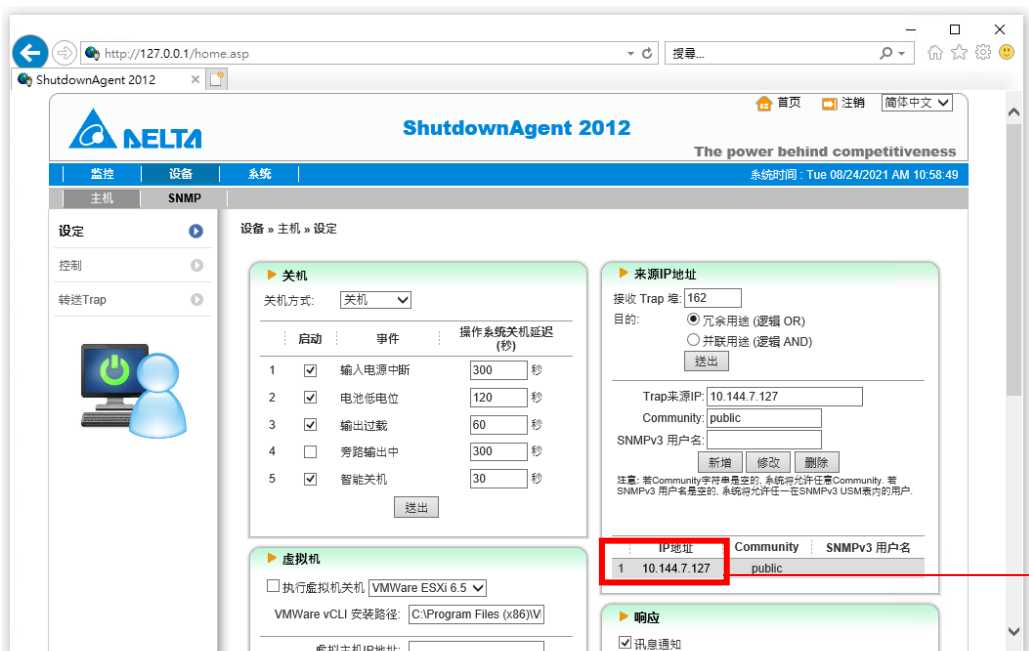 http://127.0.0.1/home.asp
搜尋...
ShutdownAgent 2012
首页 注销 简体中文
DELTA
ShutdownAgent 2012
The power behind competitiveness
监控 设备 系统
系统时间 : Tue 08/24/2021 AM 10:58:49
主机 SNMP
设定
控制
转送Trap
设备 » 主机 » 设定
关机
关机方式: 关机
启动 事件 操作系统关机延迟
(秒)
1 输入电源中断 300 秒
2 电池低电位 120 秒
3 输出过载 60 秒
4 旁路输出中 300 秒
5 智能关机 30 秒
送出
虚拟机
执行虚拟机关机 VMWare ESXi 6.5
VMWare vCLI 安装路径: C:\Program Files (x86)\V
虚拟主机IP地址:
来源IP地址
接收 Trap 埠: 162
目的: 冗余用途 (逻辑 OR)
并联用途 (逻辑 AND)
送出
Trap来源IP: 10.144.7.127
Community: public
SNMPv3 用户名:
新增 修改 删除
注意: 若Community字符串是空的, 系统将允许任意Community. 若
SNMPv3 用户名是空的, 系统将允许任一在SNMPv3 USM表内的用户.
IP地址 Community SNMPv3 用户名
1 10.144.7.127 public
响应
讯息通知